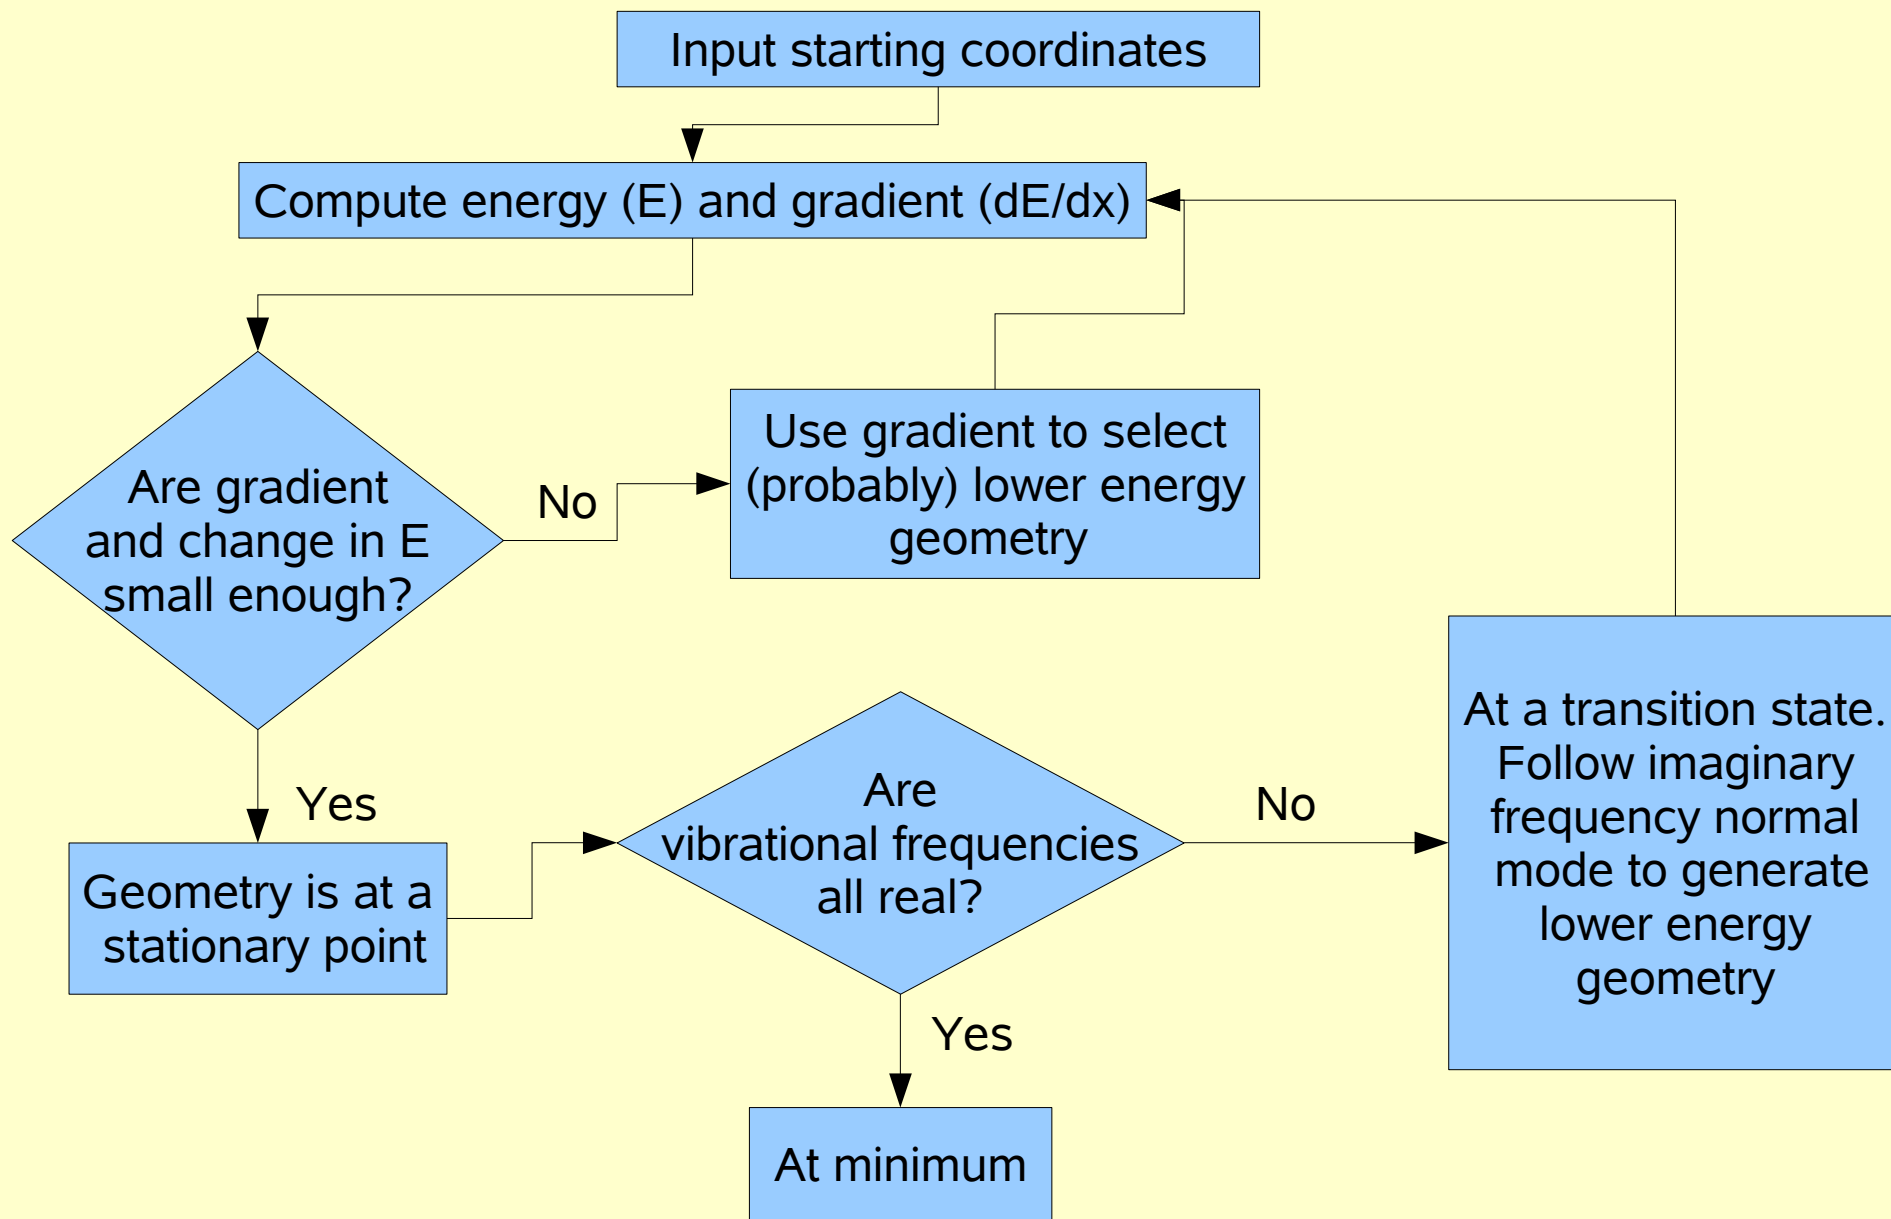 Input starting coordinates
Compute energy (E) and gradient (dE/dx)
Are gradient
and change in E
small enough?
No
Use gradient to select
(probably) lower energy
geometry
Yes
Geometry is at a
stationary point
Are
vibrational frequencies
all real?
No
At a transition state.
Follow imaginary
frequency normal
mode to generate
lower energy
geometry
Yes
At minimum